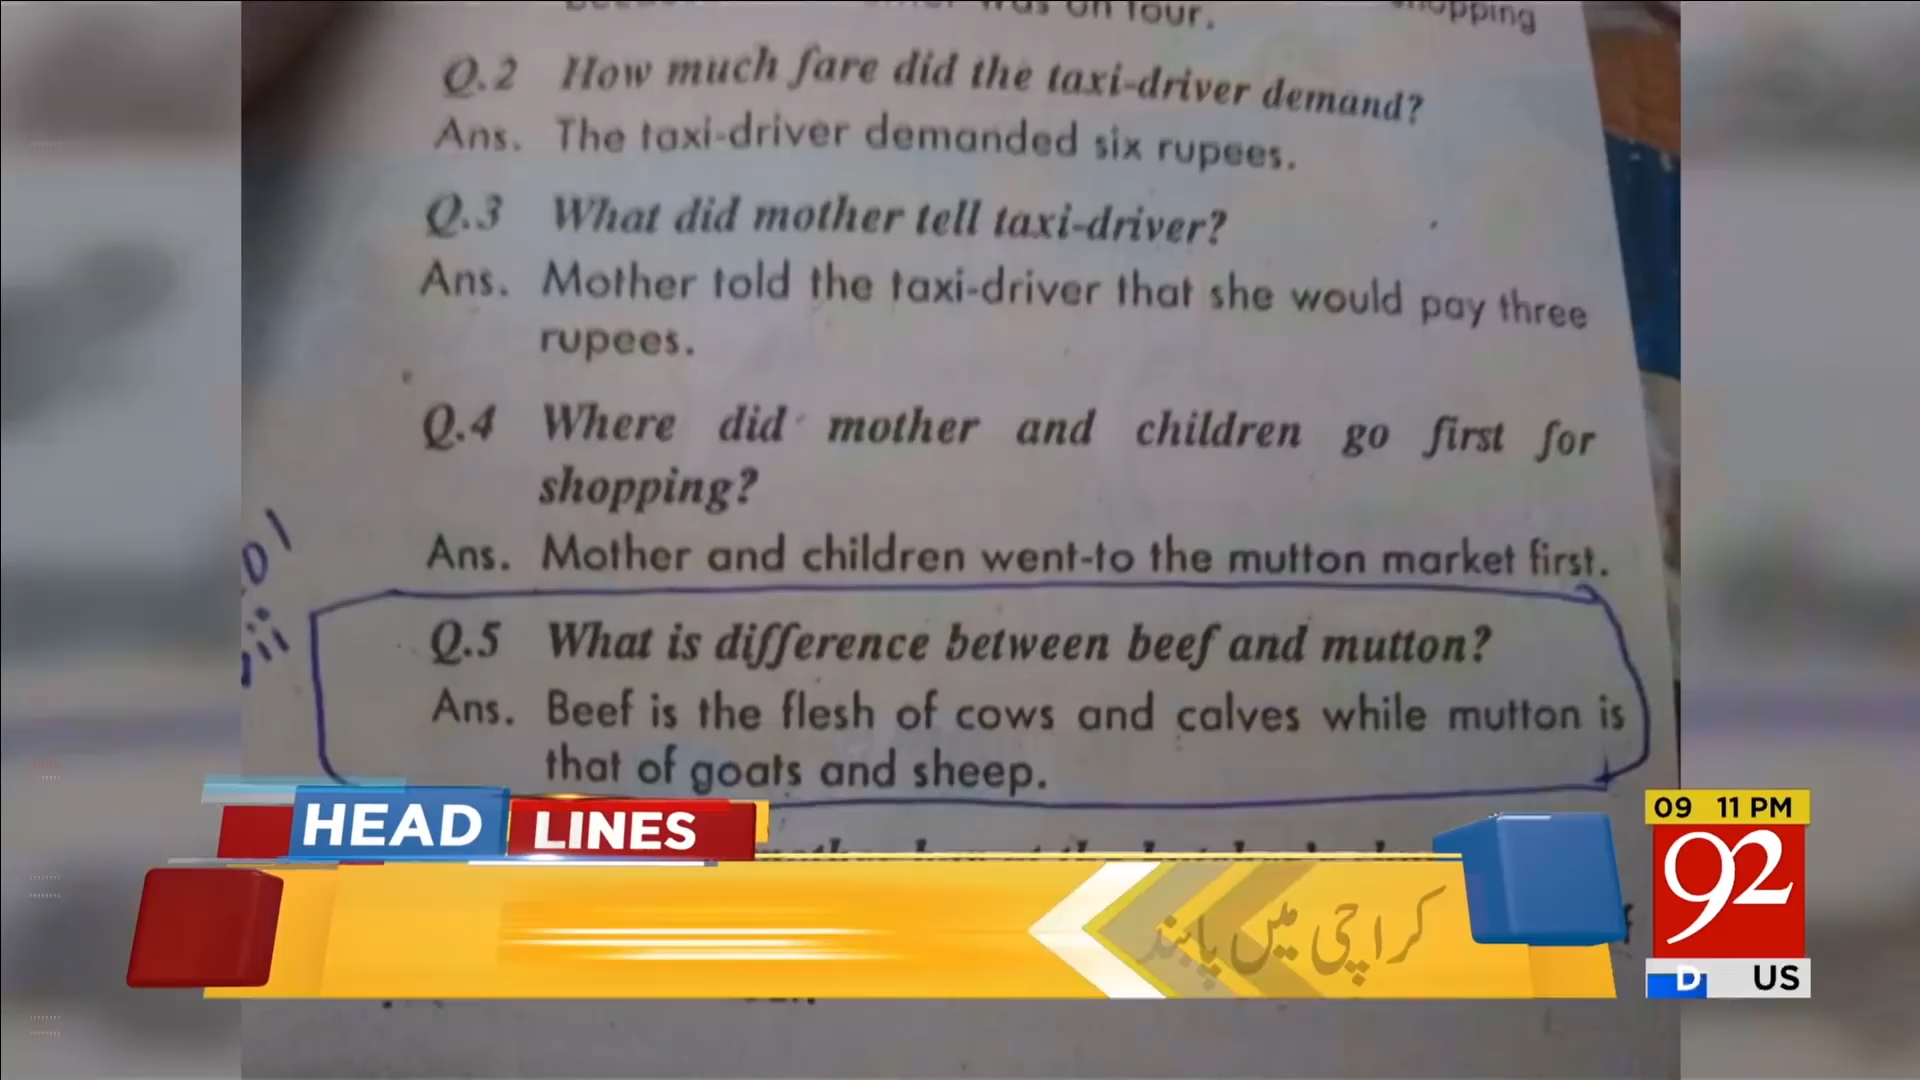 was on tour.
shopping
Q.2 How much fare did the taxi-driver demand?
Ans. The taxi-driver demanded six rupees.
Q.3 What did mother tell taxi-driver?
Ans. Mother told the taxi-driver that she would pay three
rupees.
Q.4 Where did mother and children go first for
shopping?
Ans. Mother and children went-to the mutton market first.
Q.5 What is difference between beef and mutton?
Ans. Beef is the flesh of cows and calves while mutton is
that of goats and sheep.
HEAD LINES
کراچی میں پابند
09 11 PM
92
D US